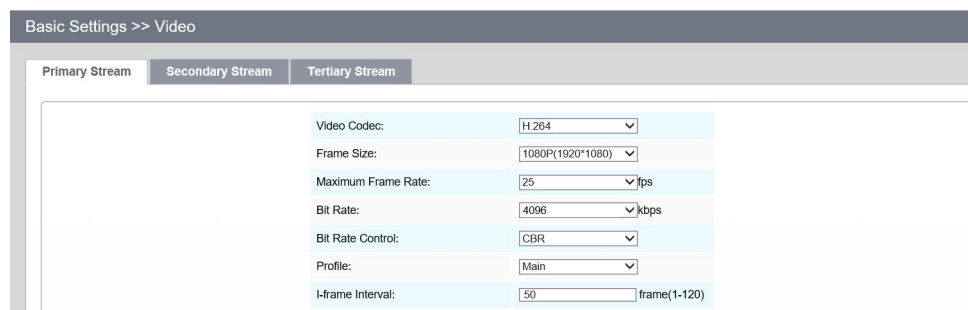 Basic Settings >> Video
Primary Stream Secondary Stream Tertiary Stream
Video Codec: H.264
Frame Size: 1080P(1920*1080)
Maximum Frame Rate: 25 fps
Bit Rate: 4096 kbps
Bit Rate Control: CBR
Profile: Main
I-frame Interval: 50 frame(1-120)